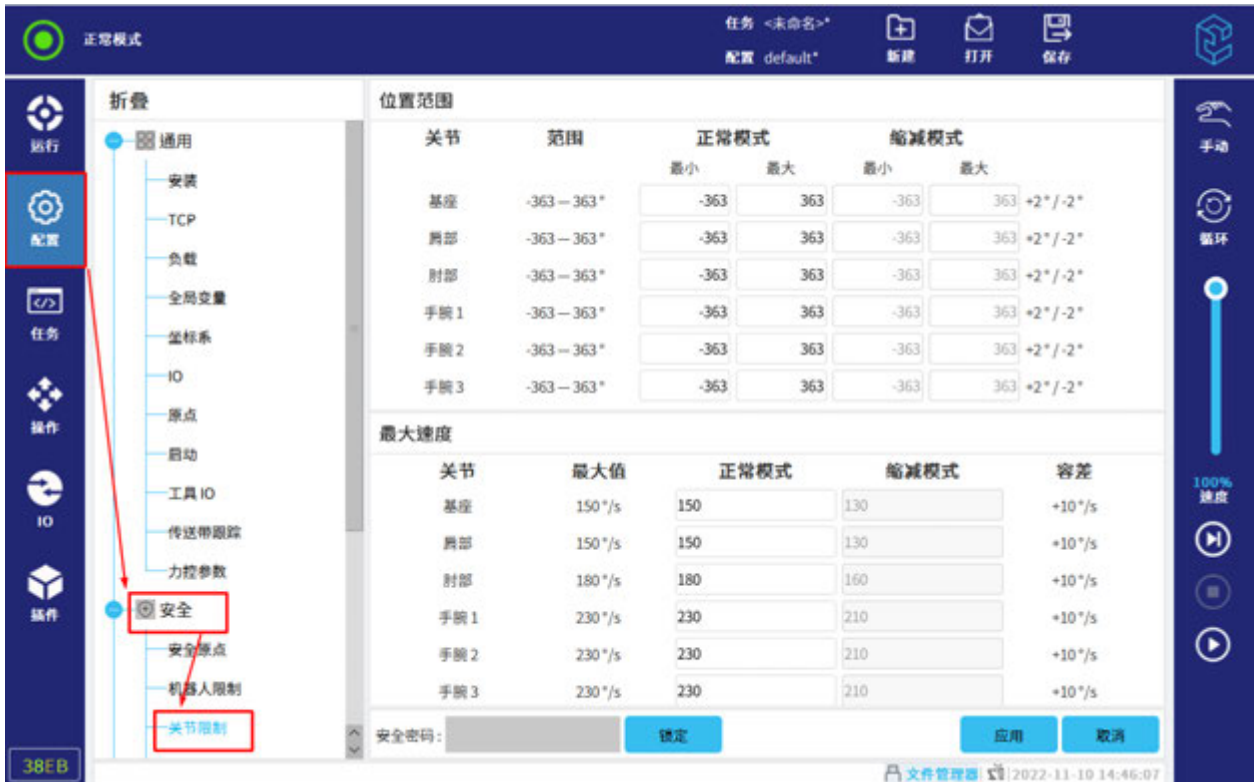 正常模式
任务 <未命名>*
配置 default*
新建
打开
保存
运行
配置
任务
操作
IO
插件
38EB
折叠
通用
安装
TCP
负载
全局变量
坐标系
IO
原点
启动
工具 IO
传送带跟踪
力控参数
安全
安全原点
机器人限制
关节限制
位置范围
关节 范围 正常模式 缩减模式
最小 最大 最小 最大
基座 -363 — 363° -363 363 -363 363 +2°/-2°
肩部 -363 — 363° -363 363 -363 363 +2°/-2°
肘部 -363 — 363° -363 363 -363 363 +2°/-2°
手腕 1 -363 — 363° -363 363 -363 363 +2°/-2°
手腕 2 -363 — 363° -363 363 -363 363 +2°/-2°
手腕 3 -363 — 363° -363 363 -363 363 +2°/-2°
最大速度
关节 最大值 正常模式 缩减模式 容差
基座 150°/s 150 130 +10°/s
肩部 150°/s 150 130 +10°/s
肘部 180°/s 180 160 +10°/s
手腕 1 230°/s 230 210 +10°/s
手腕 2 230°/s 230 210 +10°/s
手腕 3 230°/s 230 210 +10°/s
安全密码: 锁定 应用 取消
文件管理器 2022-11-10 14:46:07
手动
循环
100%
速度